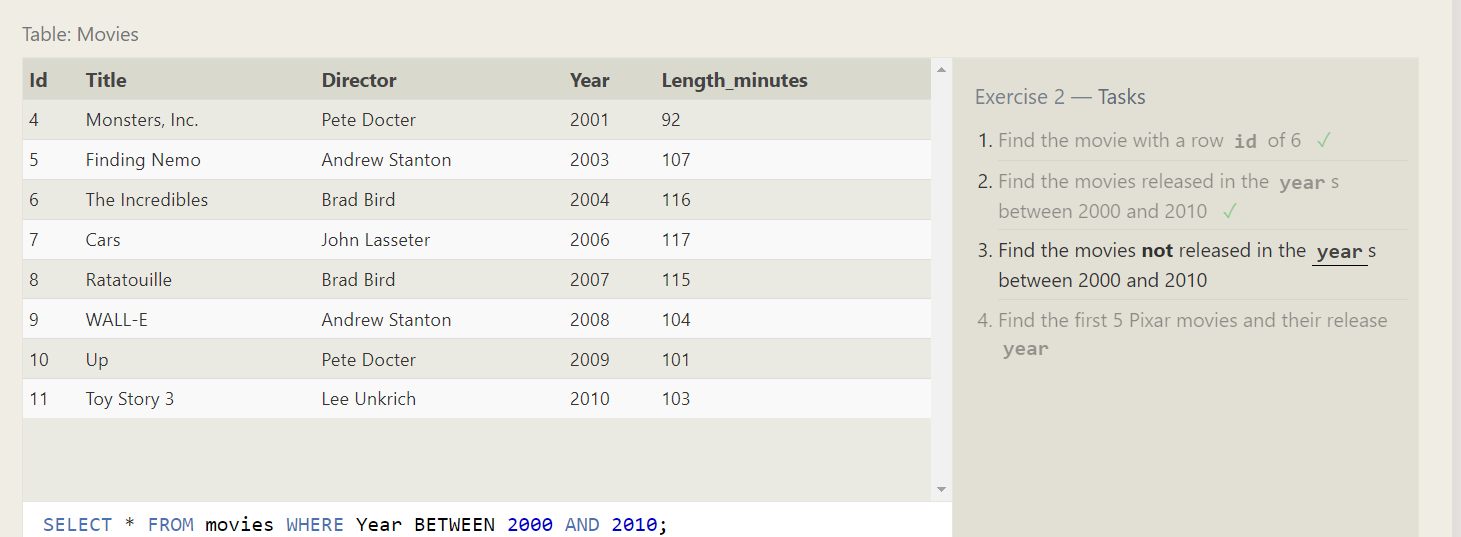 Table: Movies
Id Title Director Year Length_minutes
4 Monsters, Inc. Pete Docter 2001 92
5 Finding Nemo Andrew Stanton 2003 107
6 The Incredibles Brad Bird 2004 116
7 Cars John Lasseter 2006 117
8 Ratatouille Brad Bird 2007 115
9 WALL-E Andrew Stanton 2008 104
10 Up Pete Docter 2009 101
11 Toy Story 3 Lee Unkrich 2010 103
SELECT * FROM movies WHERE Year BETWEEN 2000 AND 2010;
Exercise 2 — Tasks
1. Find the movie with a row id of 6 ✓
2. Find the movies released in the year s
between 2000 and 2010 ✓
3. Find the movies not released in the year s
between 2000 and 2010
4. Find the first 5 Pixar movies and their release
year